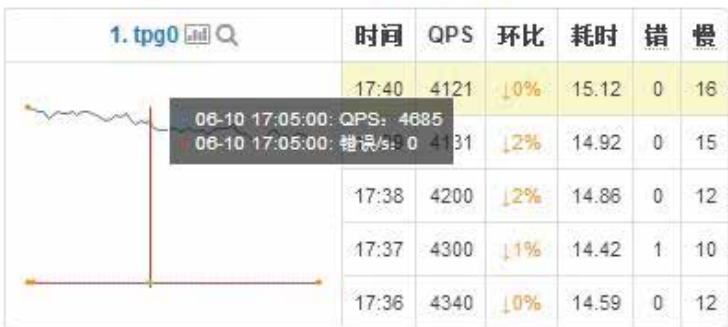 1. tpg0 时间 QPS 环比 耗时 错 慢
17:40 4121 ↓0% 15.12 0 16
06-10 17:05:00: QPS: 4685
06-10 17:05:00: 错误/s: 0
4131 ↓2% 14.92 0 15
17:38 4200 ↓2% 14.86 0 12
17:37 4300 ↓1% 14.42 1 10
17:36 4340 ↓0% 14.59 0 12